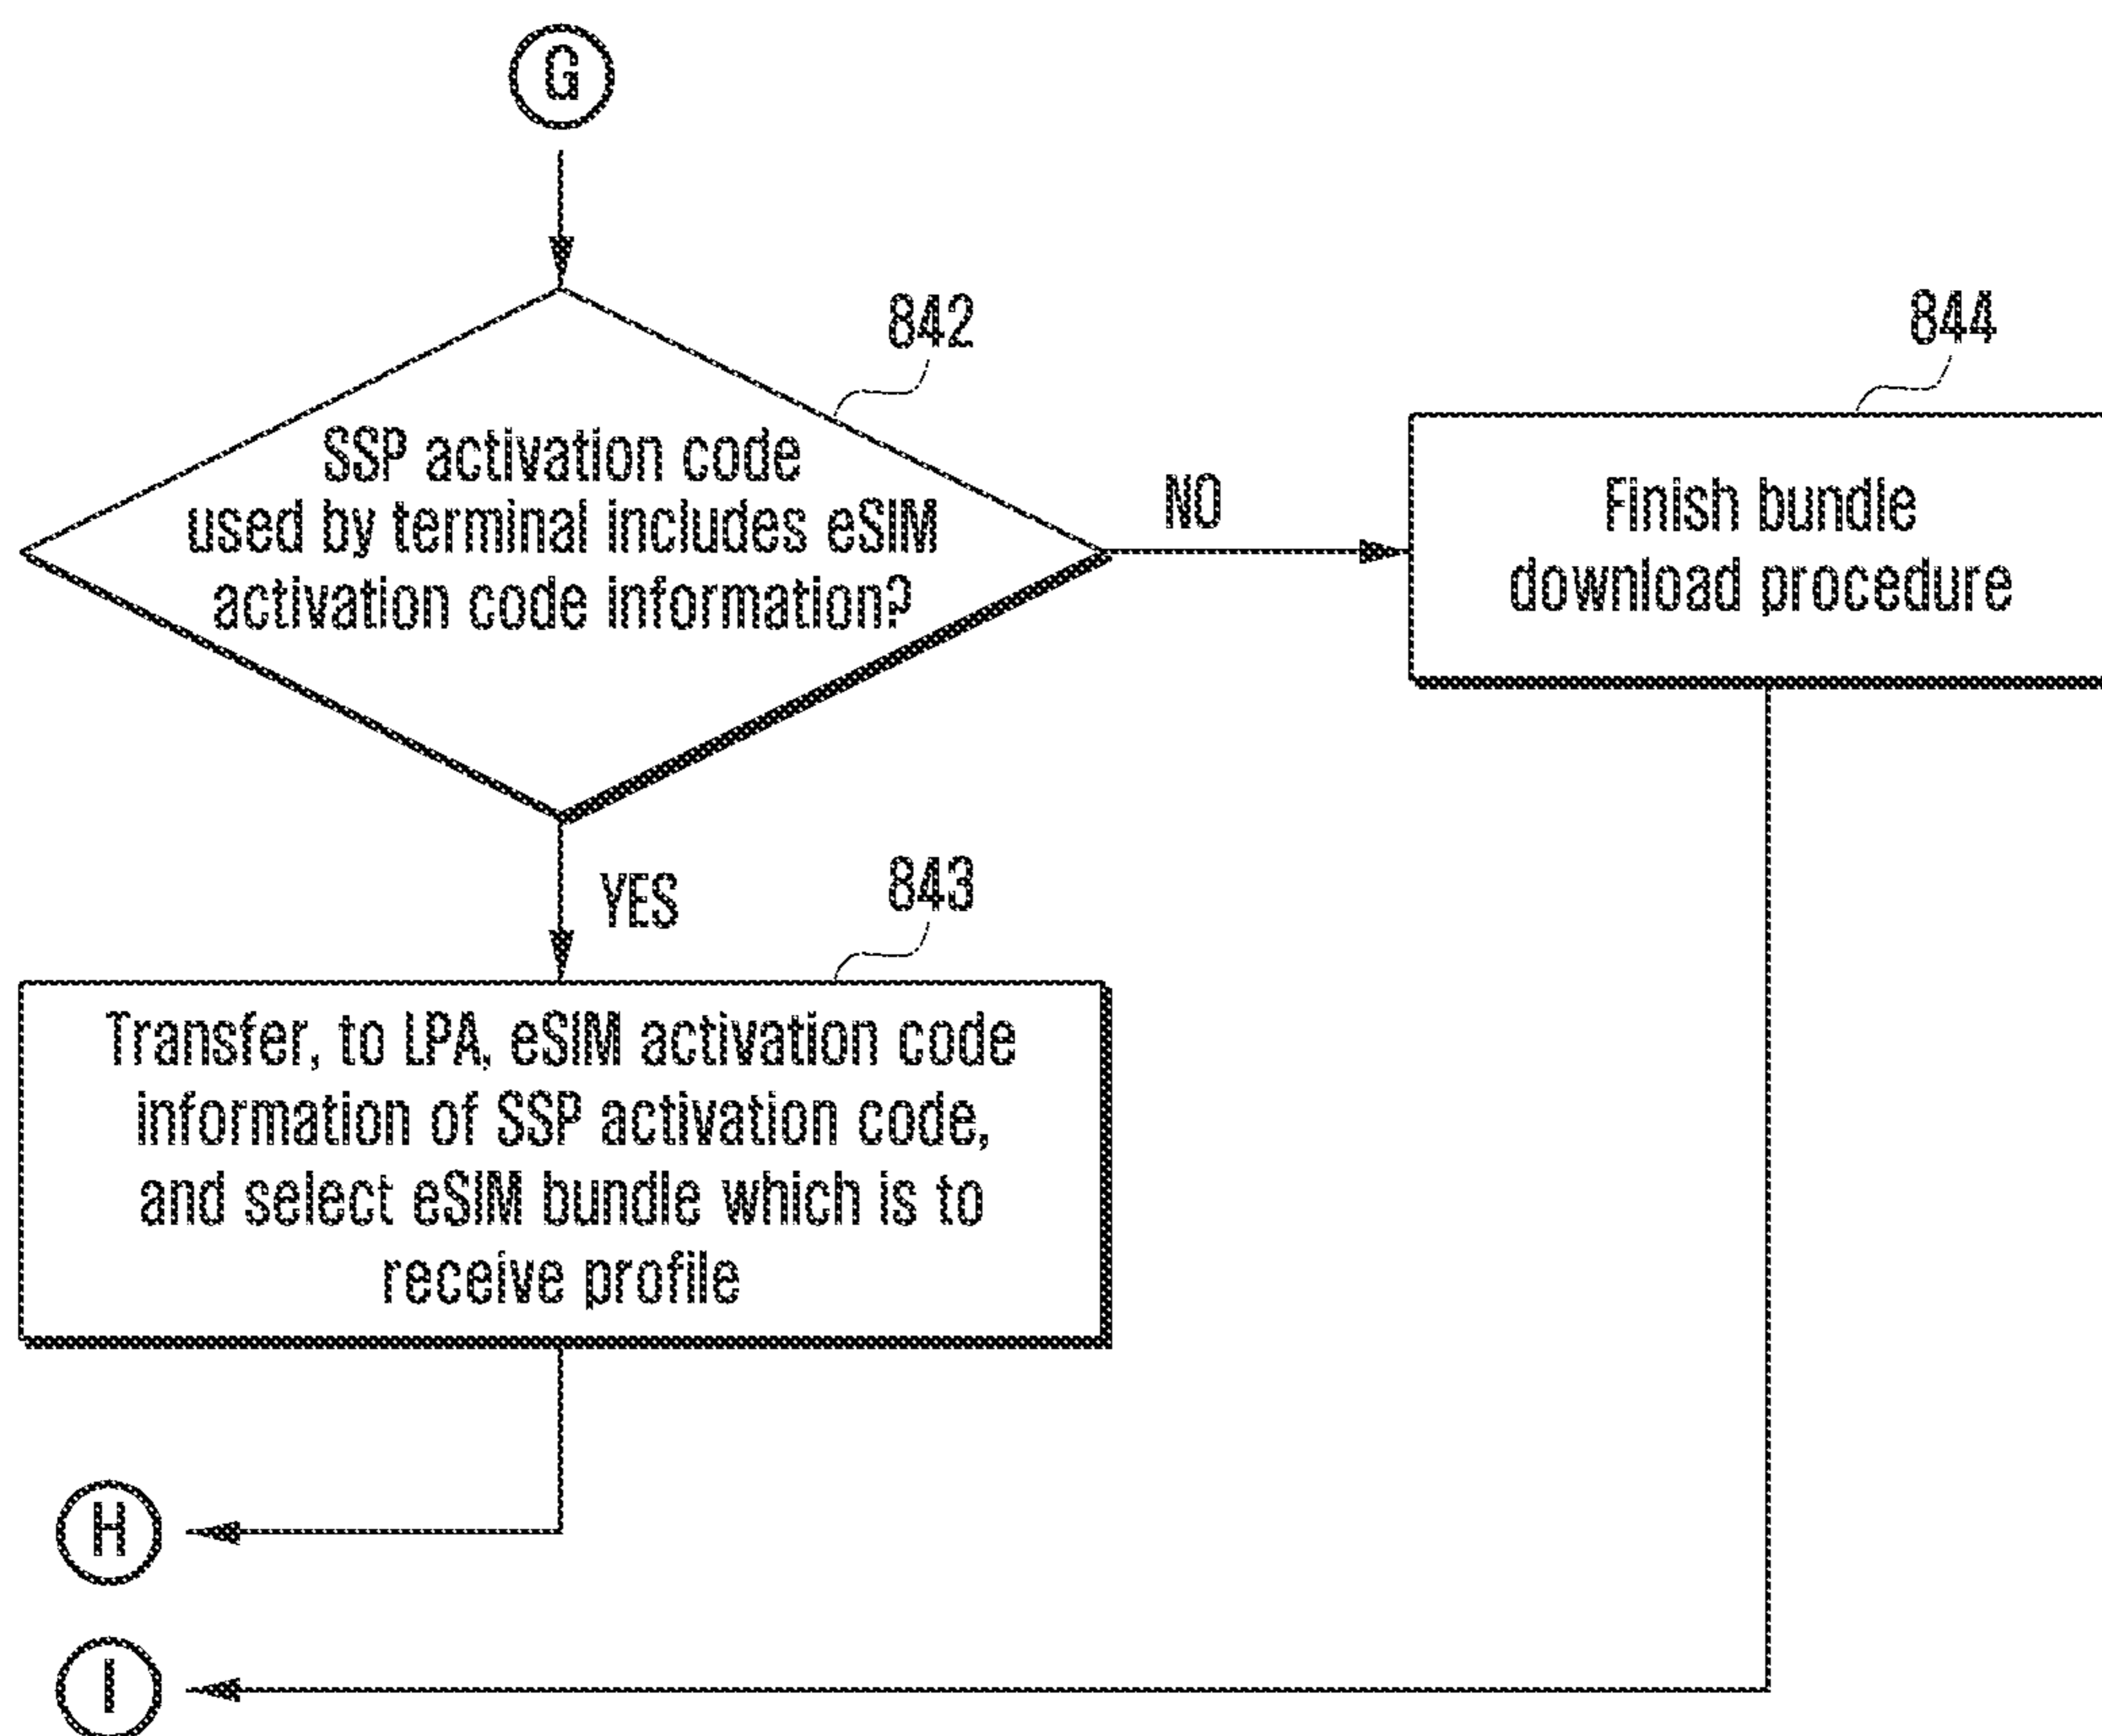 G
842
844
SSP activation code
used by terminal includes eSIM
activation code information?
NO
Finish bundle
download procedure
YES
843
Transfer, to LPA, eSIM activation code
information of SSP activation code,
and select eSIM bundle which is to
receive profile
H
I